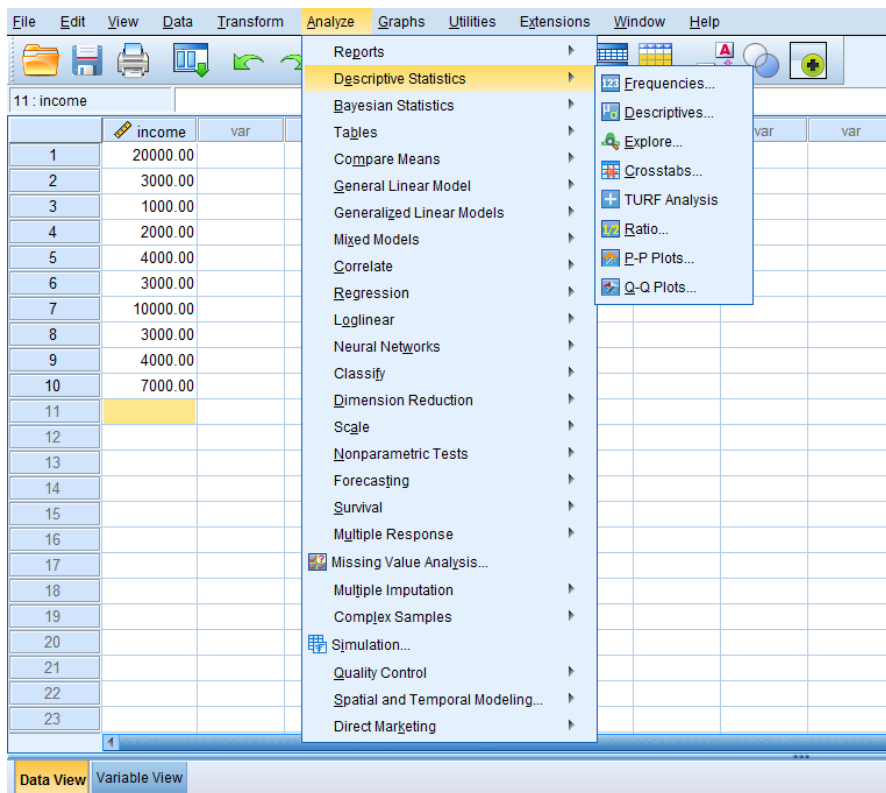 File Edit View Data Transform Analyze Graphs Utilities Extensions Window Help
A
11 : income
income var var var
1 20000.00
2 3000.00
3 1000.00
4 2000.00
5 4000.00
6 3000.00
7 10000.00
8 3000.00
9 4000.00
10 7000.00
11
12
13
14
15
16
17
18
19
20
21
22
23
Reports
Descriptive Statistics
Bayesian Statistics
Tables
Compare Means
General Linear Model
Generalized Linear Models
Mixed Models
Correlate
Regression
Loglinear
Neural Networks
Classify
Dimension Reduction
Scale
Nonparametric Tests
Forecasting
Survival
Multiple Response
Missing Value Analysis...
Multiple Imputation
Complex Samples
Simulation...
Quality Control
Spatial and Temporal Modeling...
Direct Marketing
123 Frequencies...
Descriptives...
Explore...
Crosstabs...
TURF Analysis
1/2 Ratio...
P-P Plots...
Q-Q Plots...
Data View Variable View